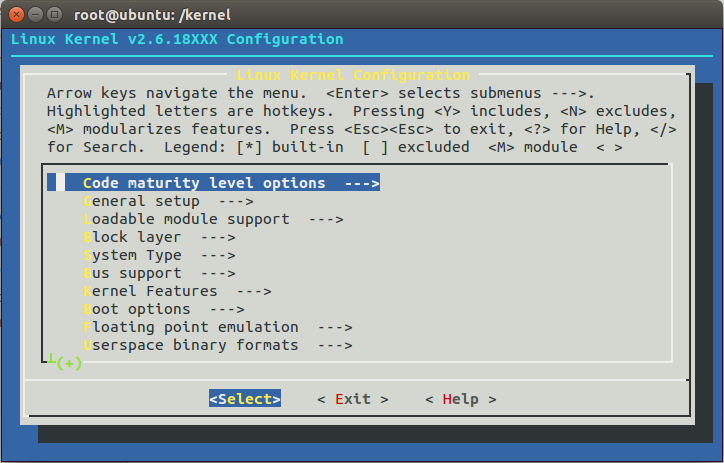 root@ubuntu: /kernel
Linux Kernel v2.6.18XXX Configuration
Linux Kernel Configuration
Arrow keys navigate the menu.  <Enter> selects submenus --->.
Highlighted letters are hotkeys.  Pressing <Y> includes, <N> excludes,
<M> modularizes features.  Press <Esc><Esc> to exit, <?> for Help, </>
for Search.  Legend: [*] built-in  [ ] excluded  <M> module  < >
Code maturity level options  --->
General setup  --->
Loadable module support  --->
Block layer  --->
System Type  --->
Bus support  --->
Kernel Features  --->
Boot options  --->
Floating point emulation  --->
Userspace binary formats  --->
(+)
<Select>    < Exit >    < Help >